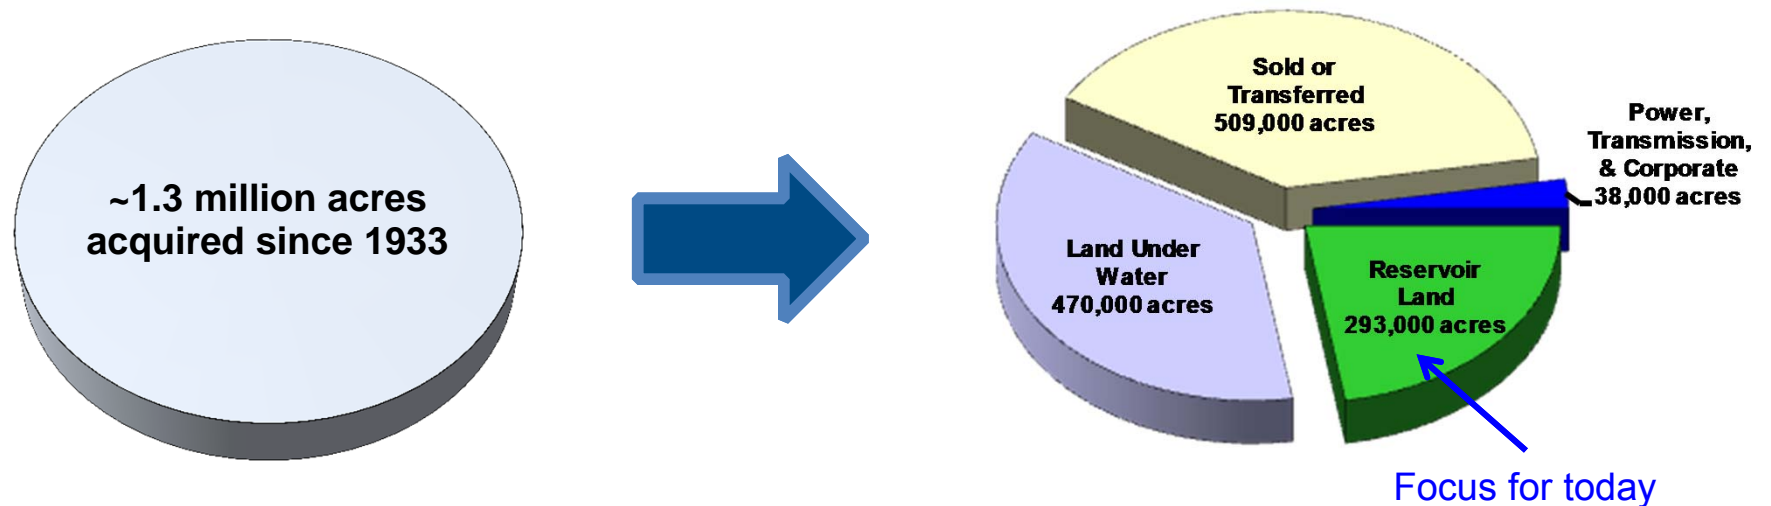 ~1.3 million acres
acquired since 1933
Sold or
Transferred
509,000 acres
Power,
Transmission,
& Corporate
38,000 acres
Land Under
Water
470,000 acres
Reservoir
Land
293,000 acres
Focus for today